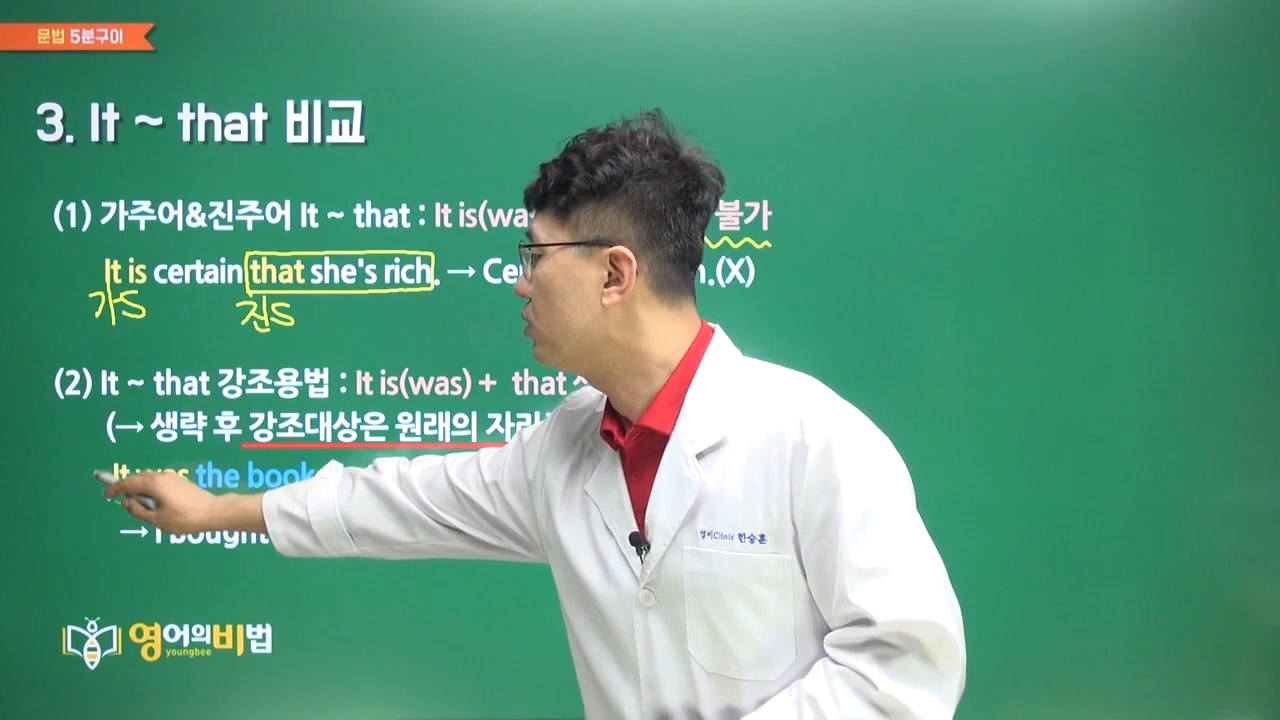 문법 5분구이
3. It ~ that 비교
(1) 가주어&진주어 It ~ that : It is(was 불가
It is certain that she's rich. → Ce .(X)
가S 진S
(2) It ~ that 강조용법 : It is(was) + that ~
(→ 생략 후 강조대상은 원래의 자리
It was the book
→ I bought
영비Clinic 한승훈
영어의비법
youngbee